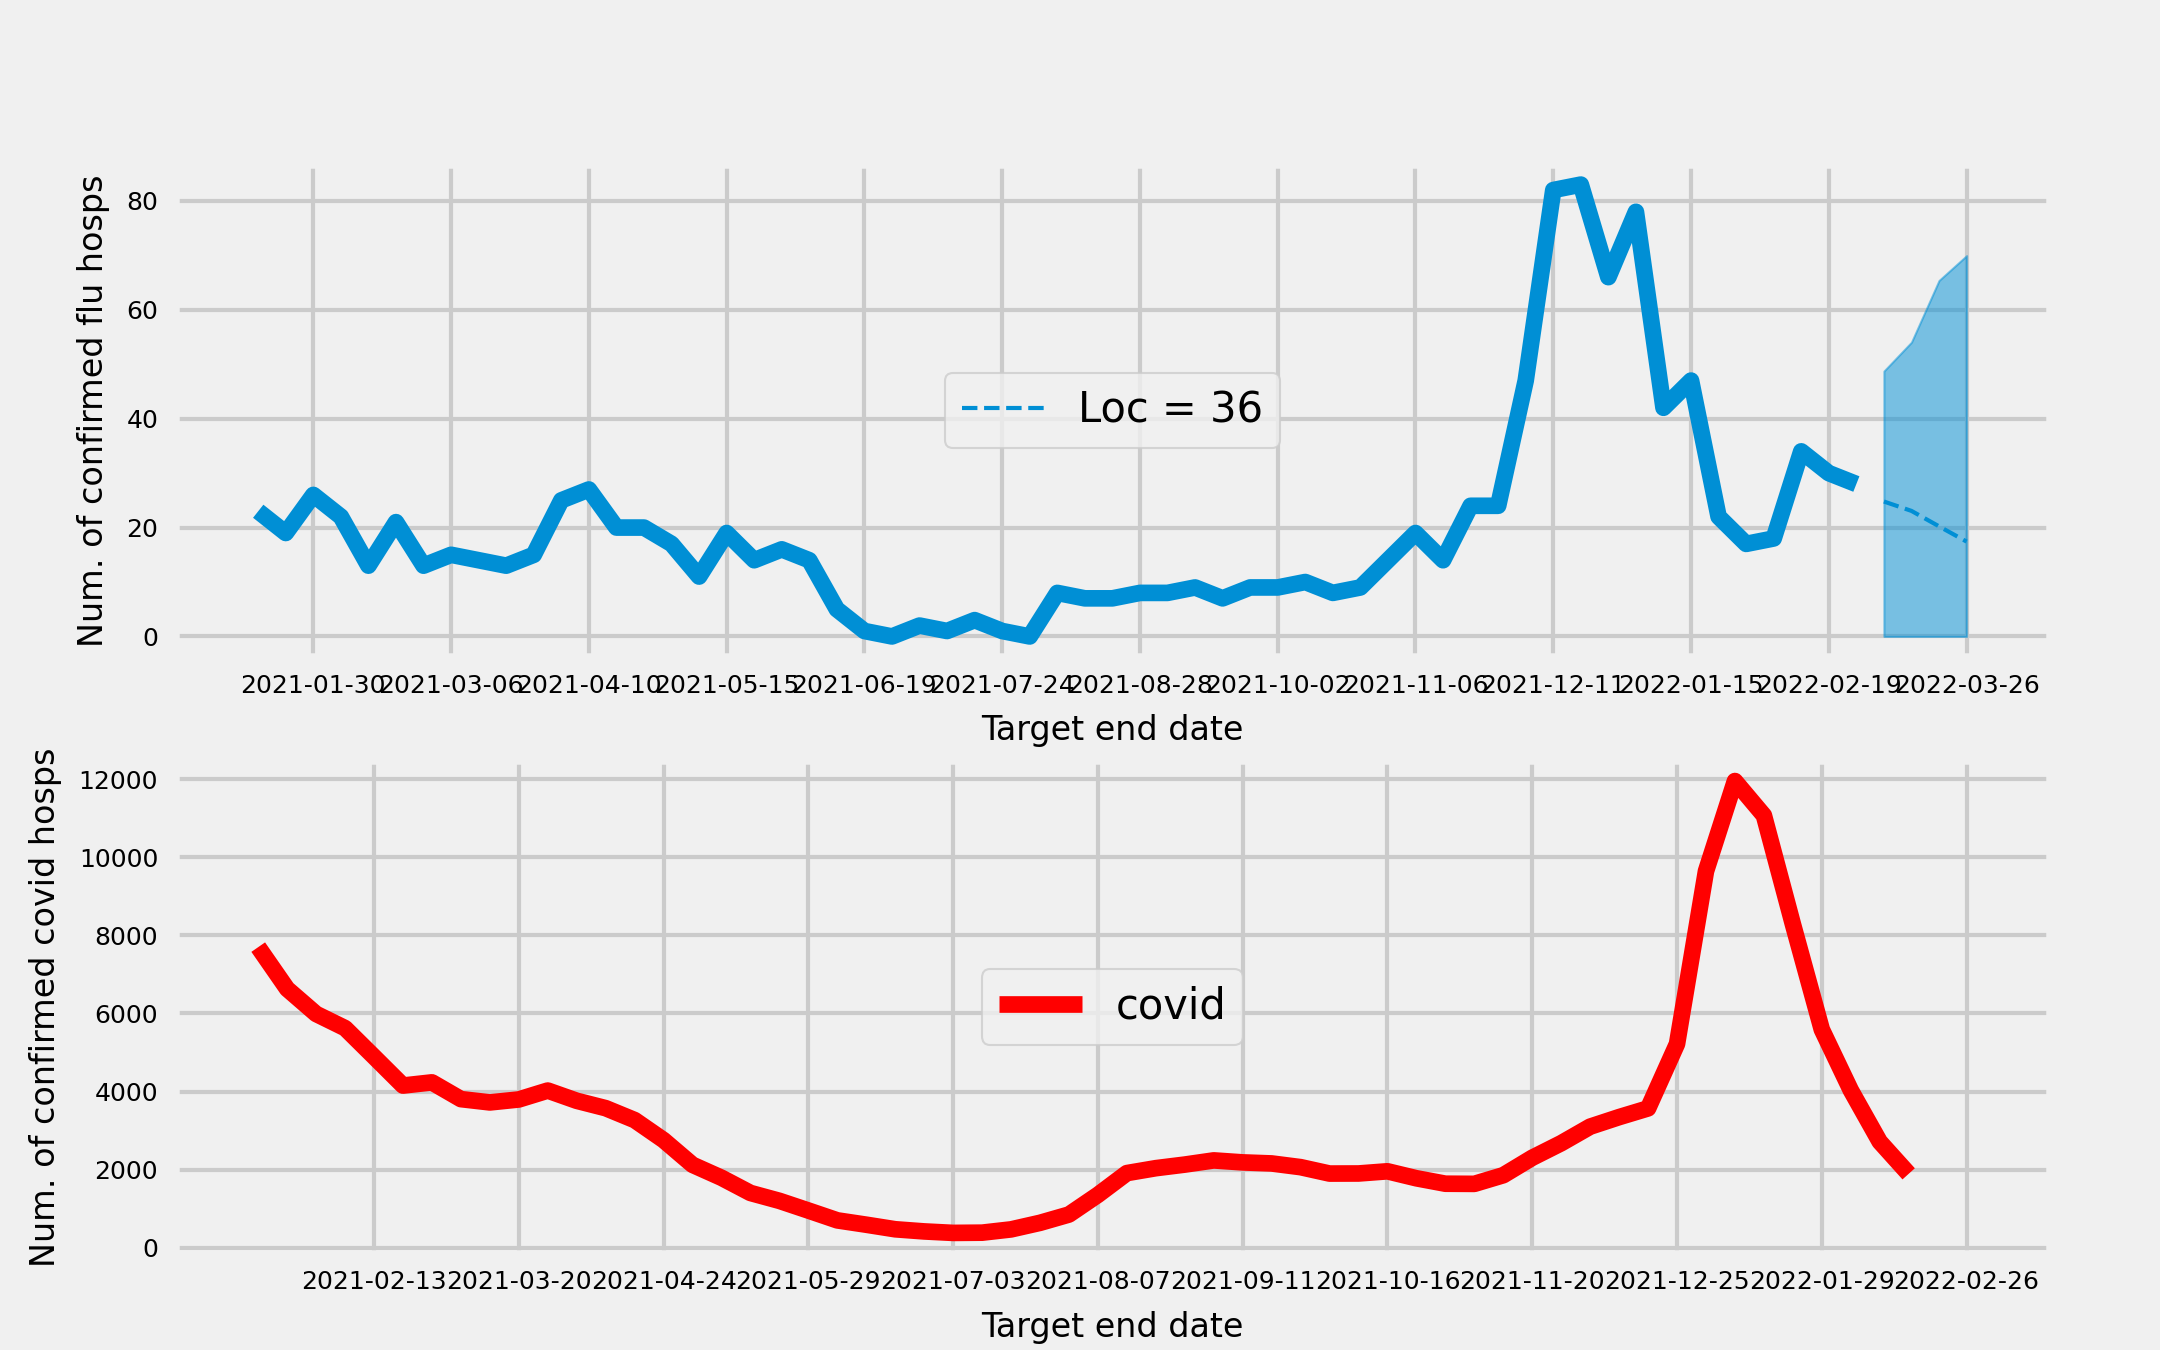 Num. of confirmed flu hosps
80
60
40
20
0
Loc = 36
2021-01-30 2021-03-06 2021-04-10 2021-05-15 2021-06-19 2021-07-24 2021-08-28 2021-10-02 2021-11-06 2021-12-11 2022-01-15 2022-02-19 2022-03-26
Target end date
Num. of confirmed covid hosps
12000
10000
8000
6000
4000
2000
0
covid
2021-02-13 2021-03-20 2021-04-24 2021-05-29 2021-07-03 2021-08-07 2021-09-11 2021-10-16 2021-11-20 2021-12-25 2022-01-29 2022-02-26
Target end date